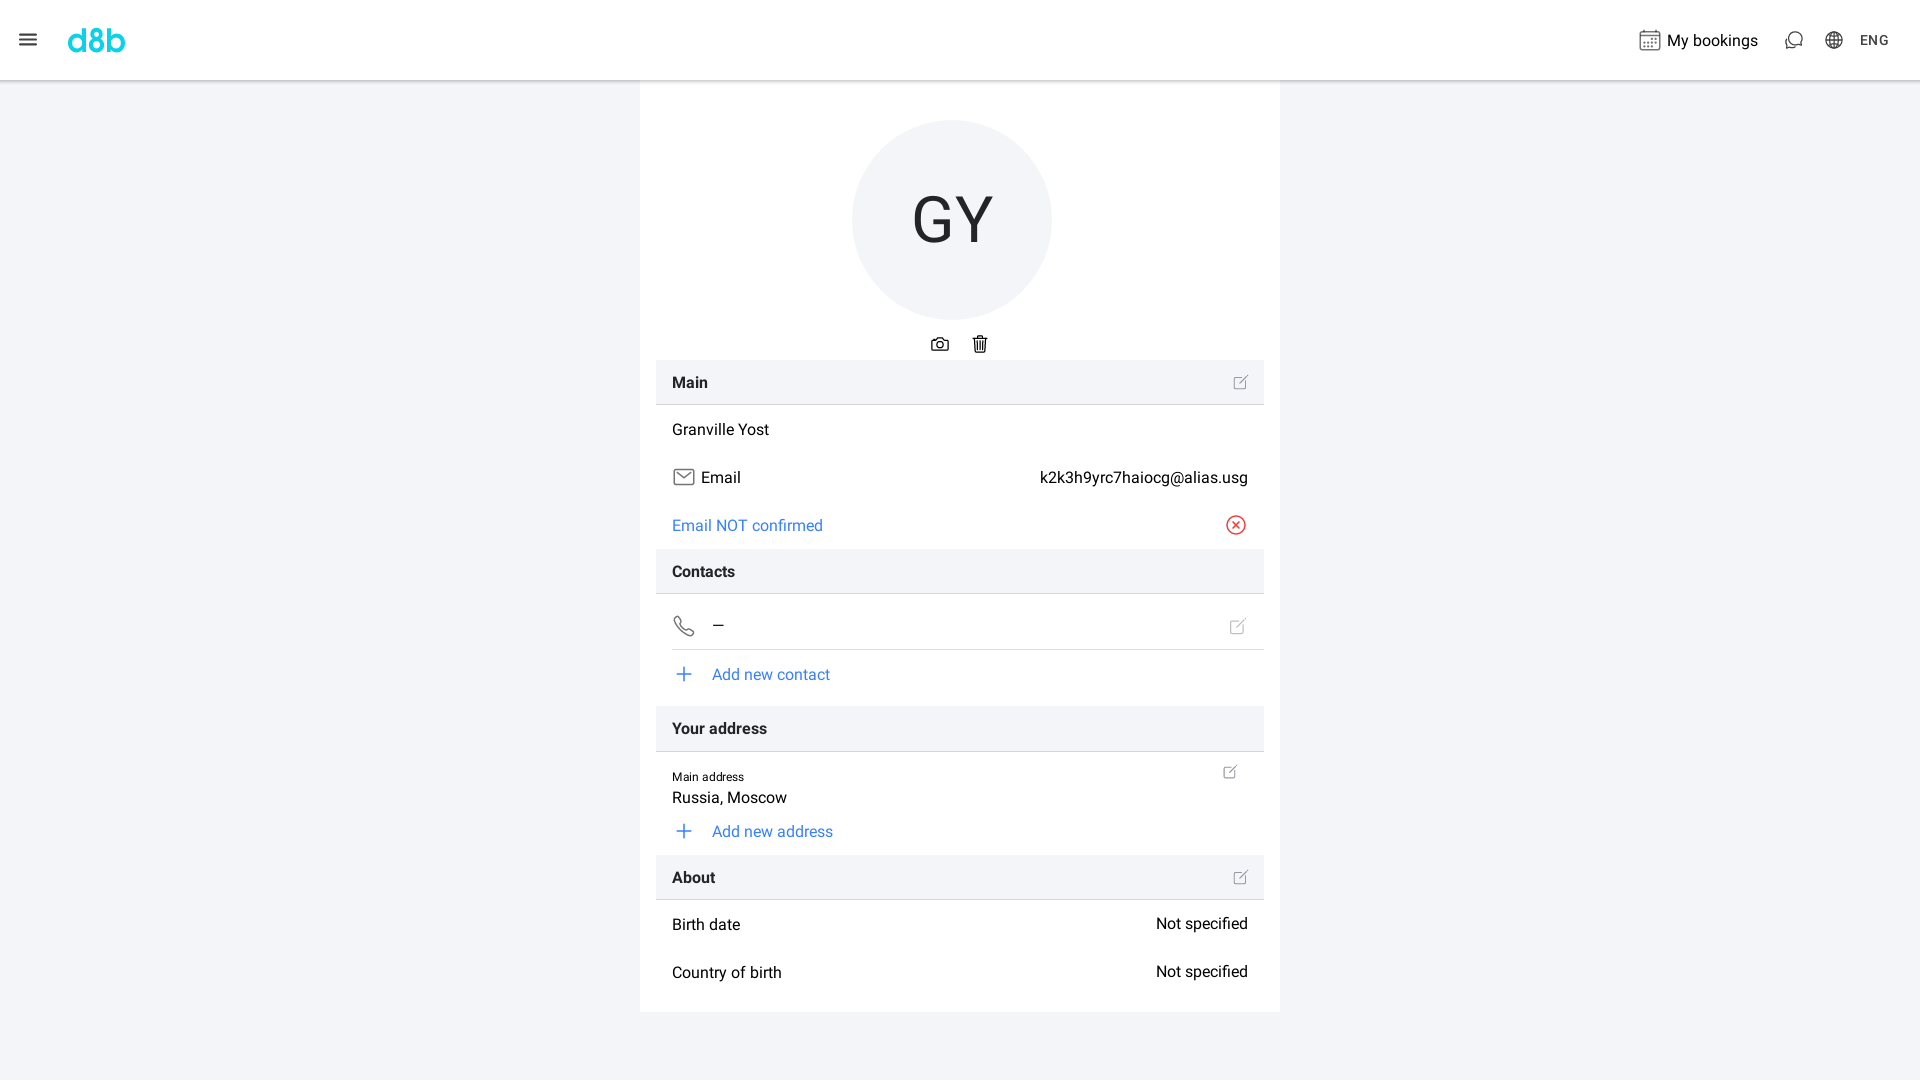 d8b
My bookings
ENG
GY
Main
Granville Yost
Email
k2k3h9yrc7haiocg@alias.usg
Email NOT confirmed
Contacts
–
Add new contact
Your address
Main address
Russia, Moscow
Add new address
About
Birth date
Not specified
Country of birth
Not specified